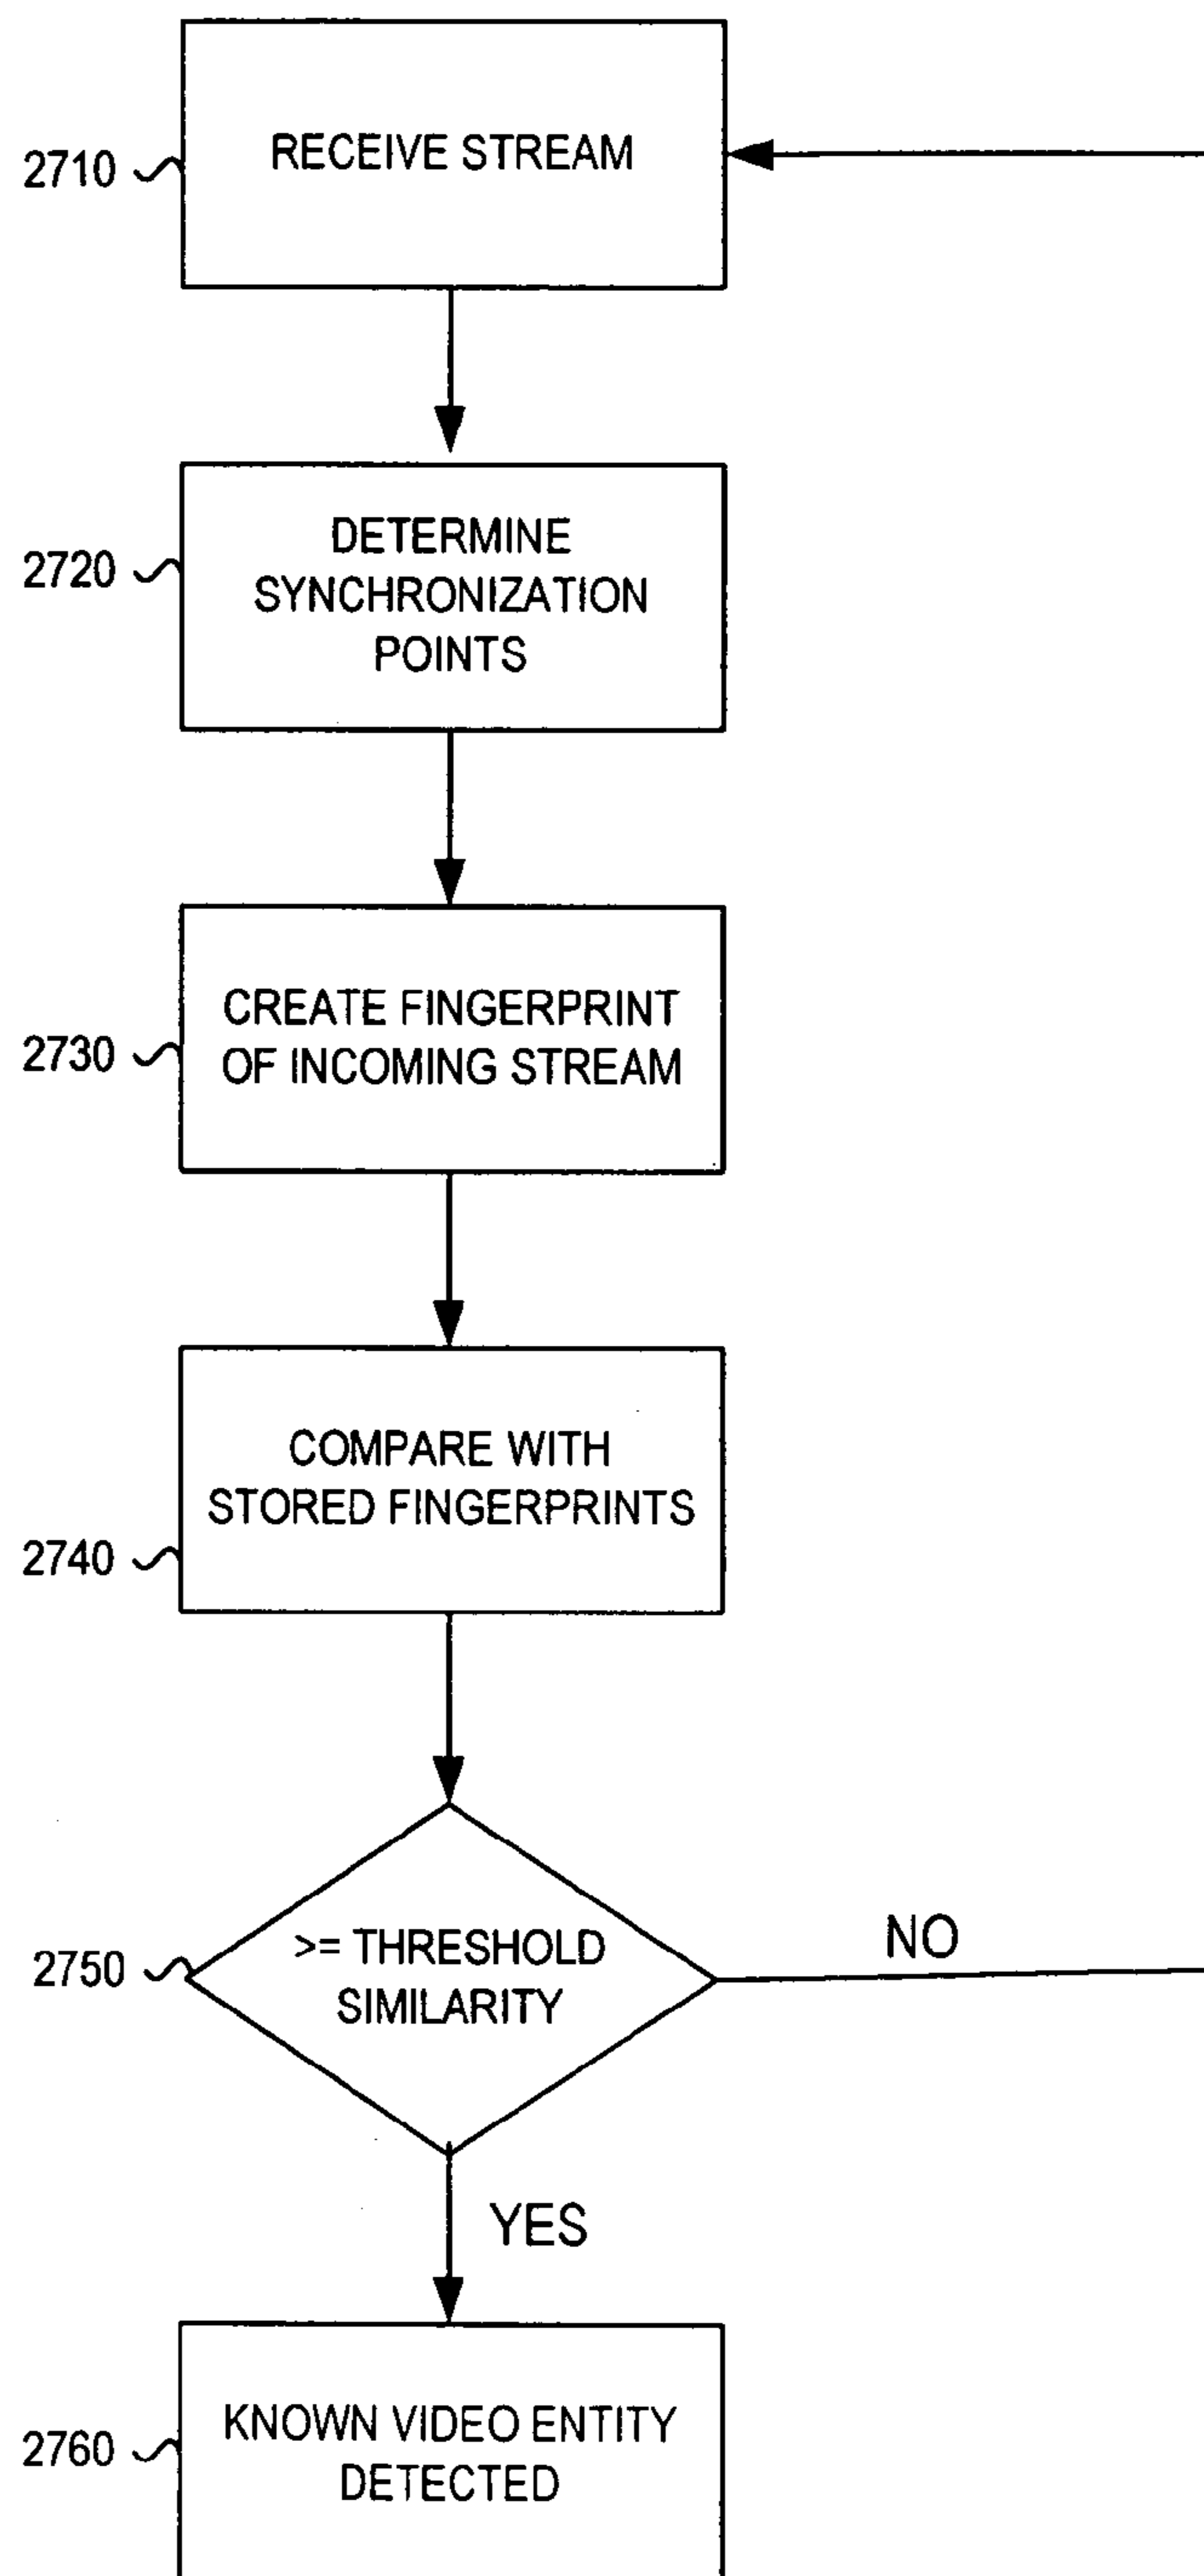 2710
RECEIVE STREAM
2720
DETERMINE
SYNCHRONIZATION
POINTS
2730
CREATE FINGERPRINT
OF INCOMING STREAM
2740
COMPARE WITH
STORED FINGERPRINTS
2750
>= THRESHOLD
SIMILARITY
NO
YES
2760
KNOWN VIDEO ENTITY
DETECTED